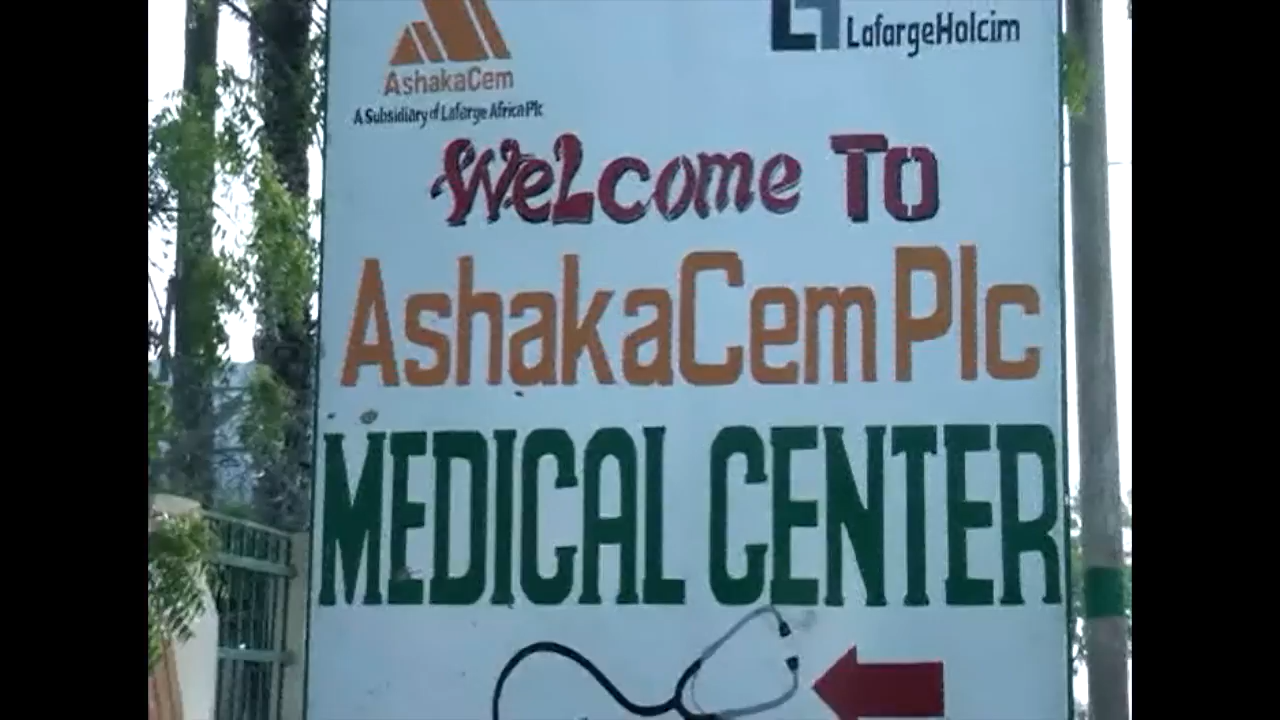 AshakaCem
A Subsidiary of Lafarge Africa Plc
LafargeHolcim
WeLcome To
AshakaCem Plc
MEDICAL CENTER